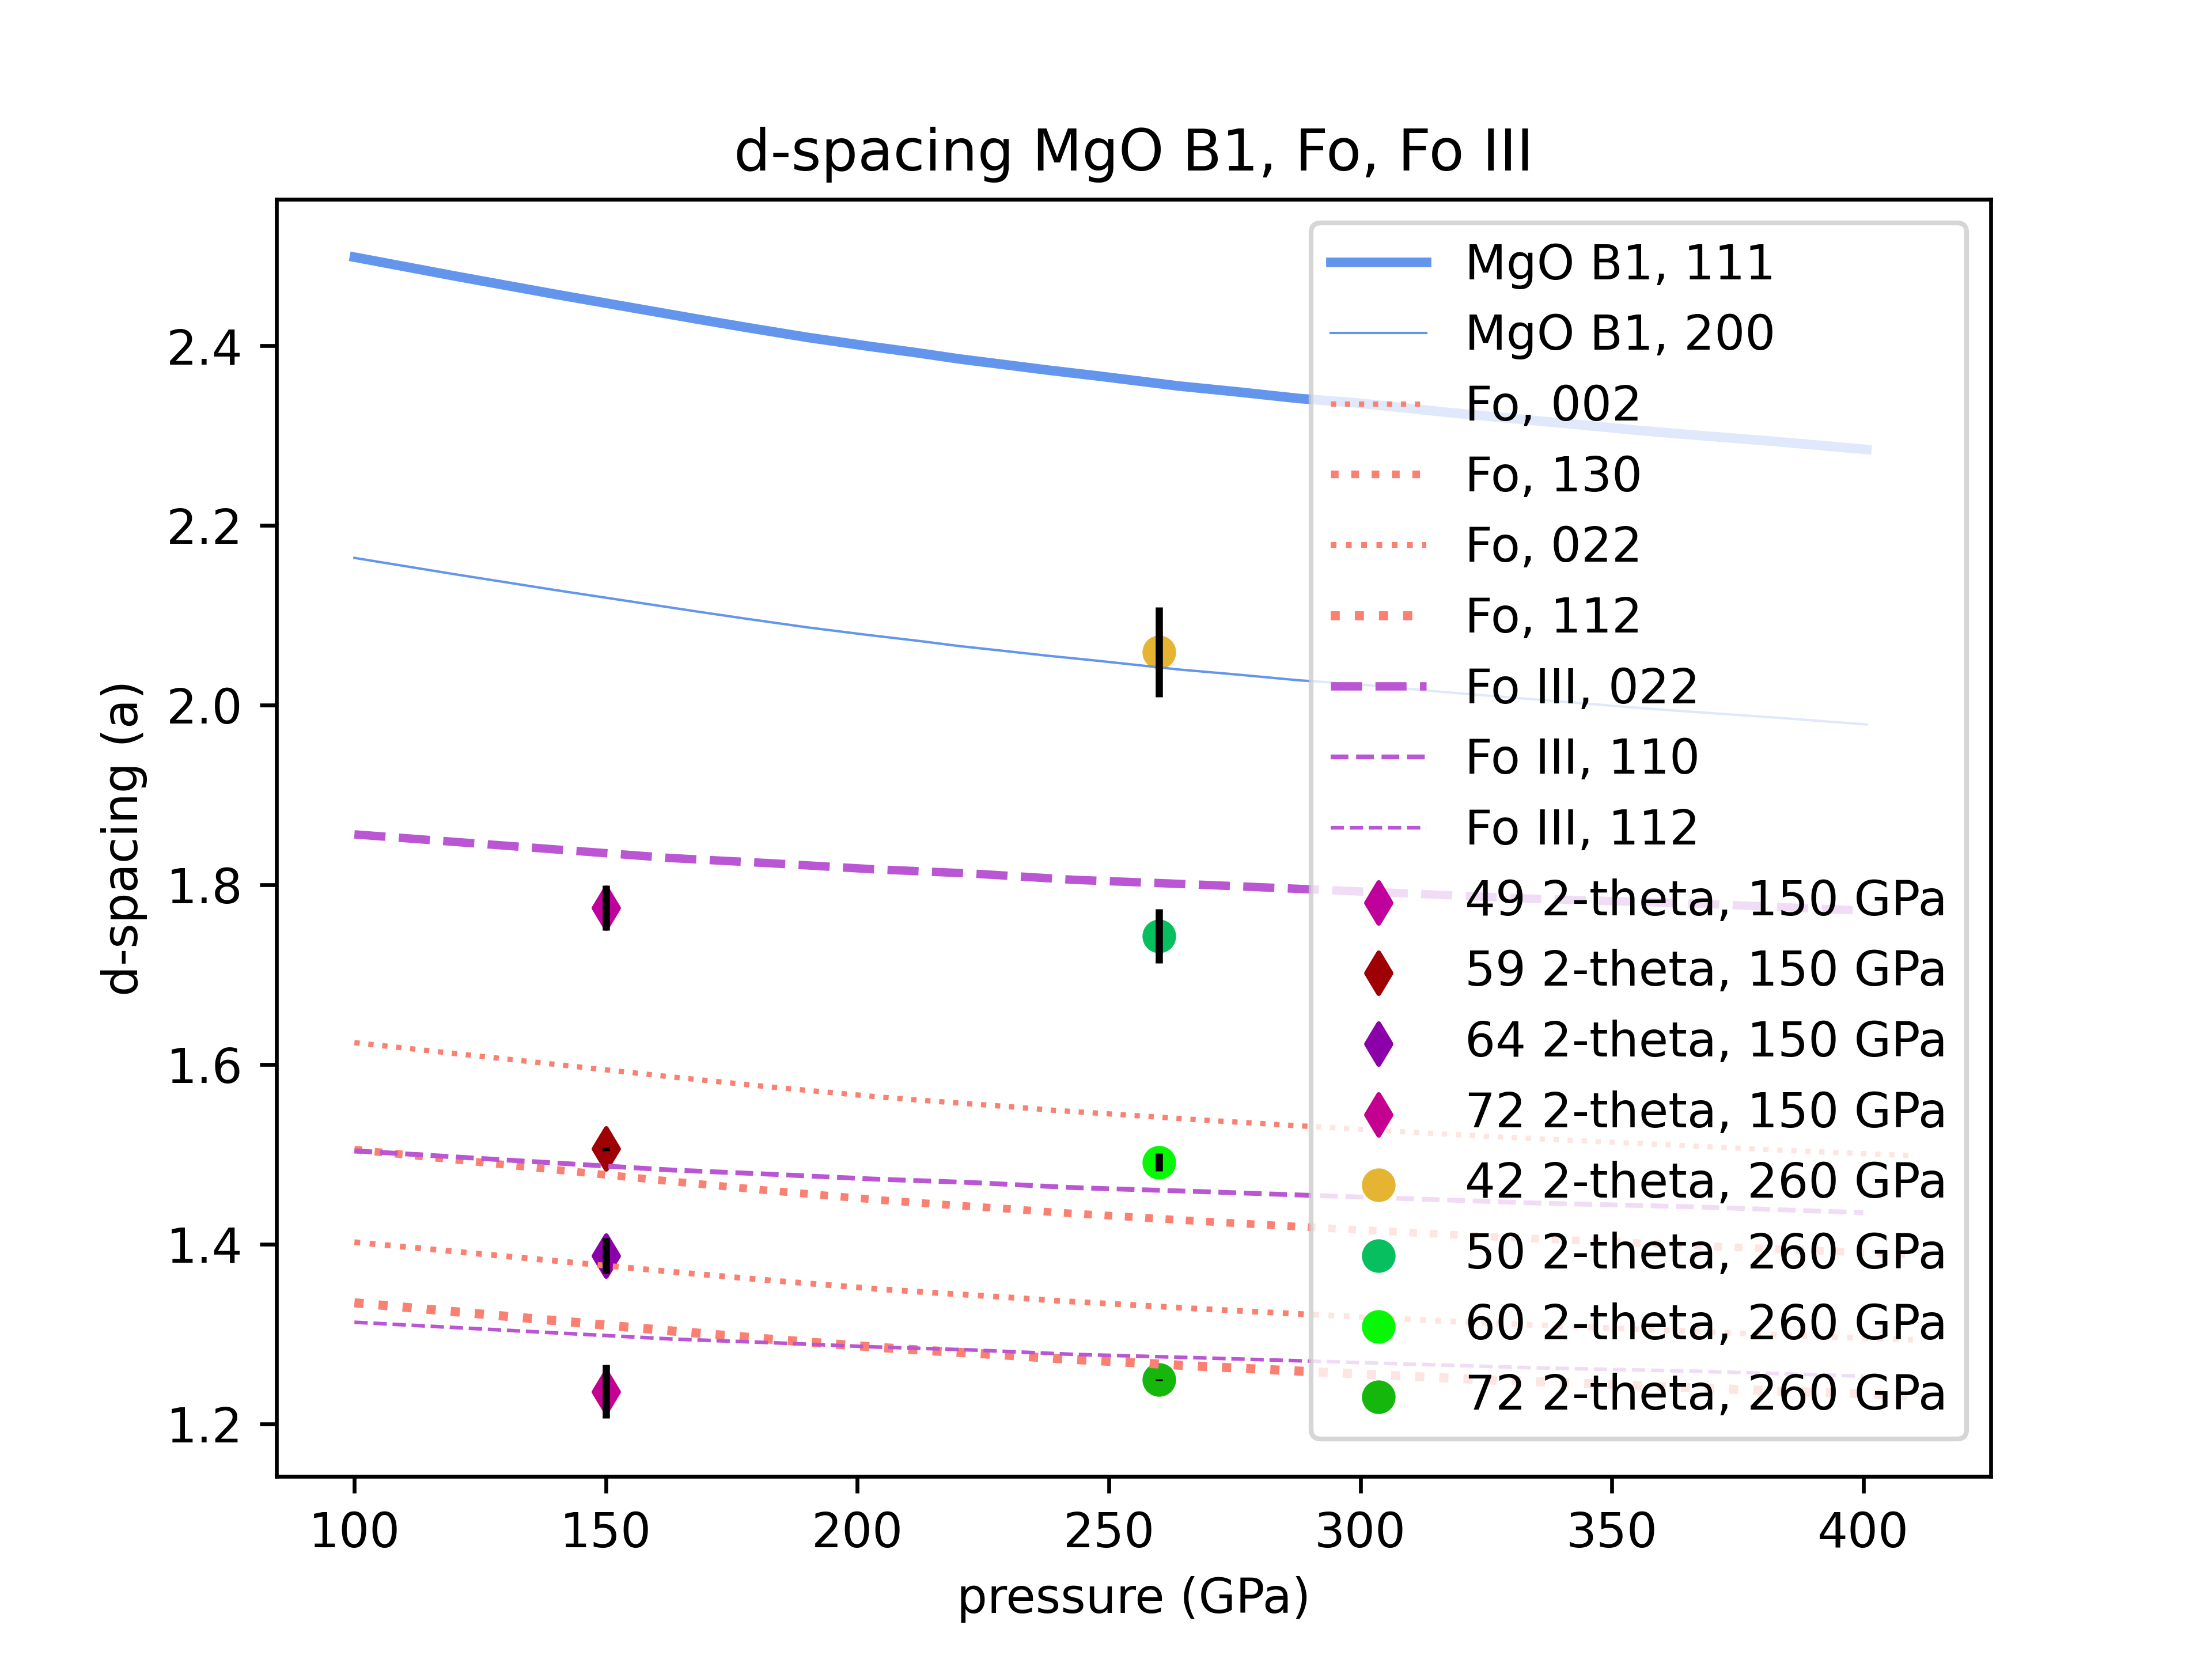 d-spacing MgO B1, Fo, Fo III
d-spacing (a)
2.4
2.2
2.0
1.8
1.6
1.4
1.2
MgO B1, 111
MgO B1, 200
Fo, 002
Fo, 130
Fo, 022
Fo, 112
Fo III, 022
Fo III, 110
Fo III, 112
49 2-theta, 150 GPa
59 2-theta, 150 GPa
64 2-theta, 150 GPa
72 2-theta, 150 GPa
42 2-theta, 260 GPa
50 2-theta, 260 GPa
60 2-theta, 260 GPa
72 2-theta, 260 GPa
100 150 200 250 300 350 400
pressure (GPa)